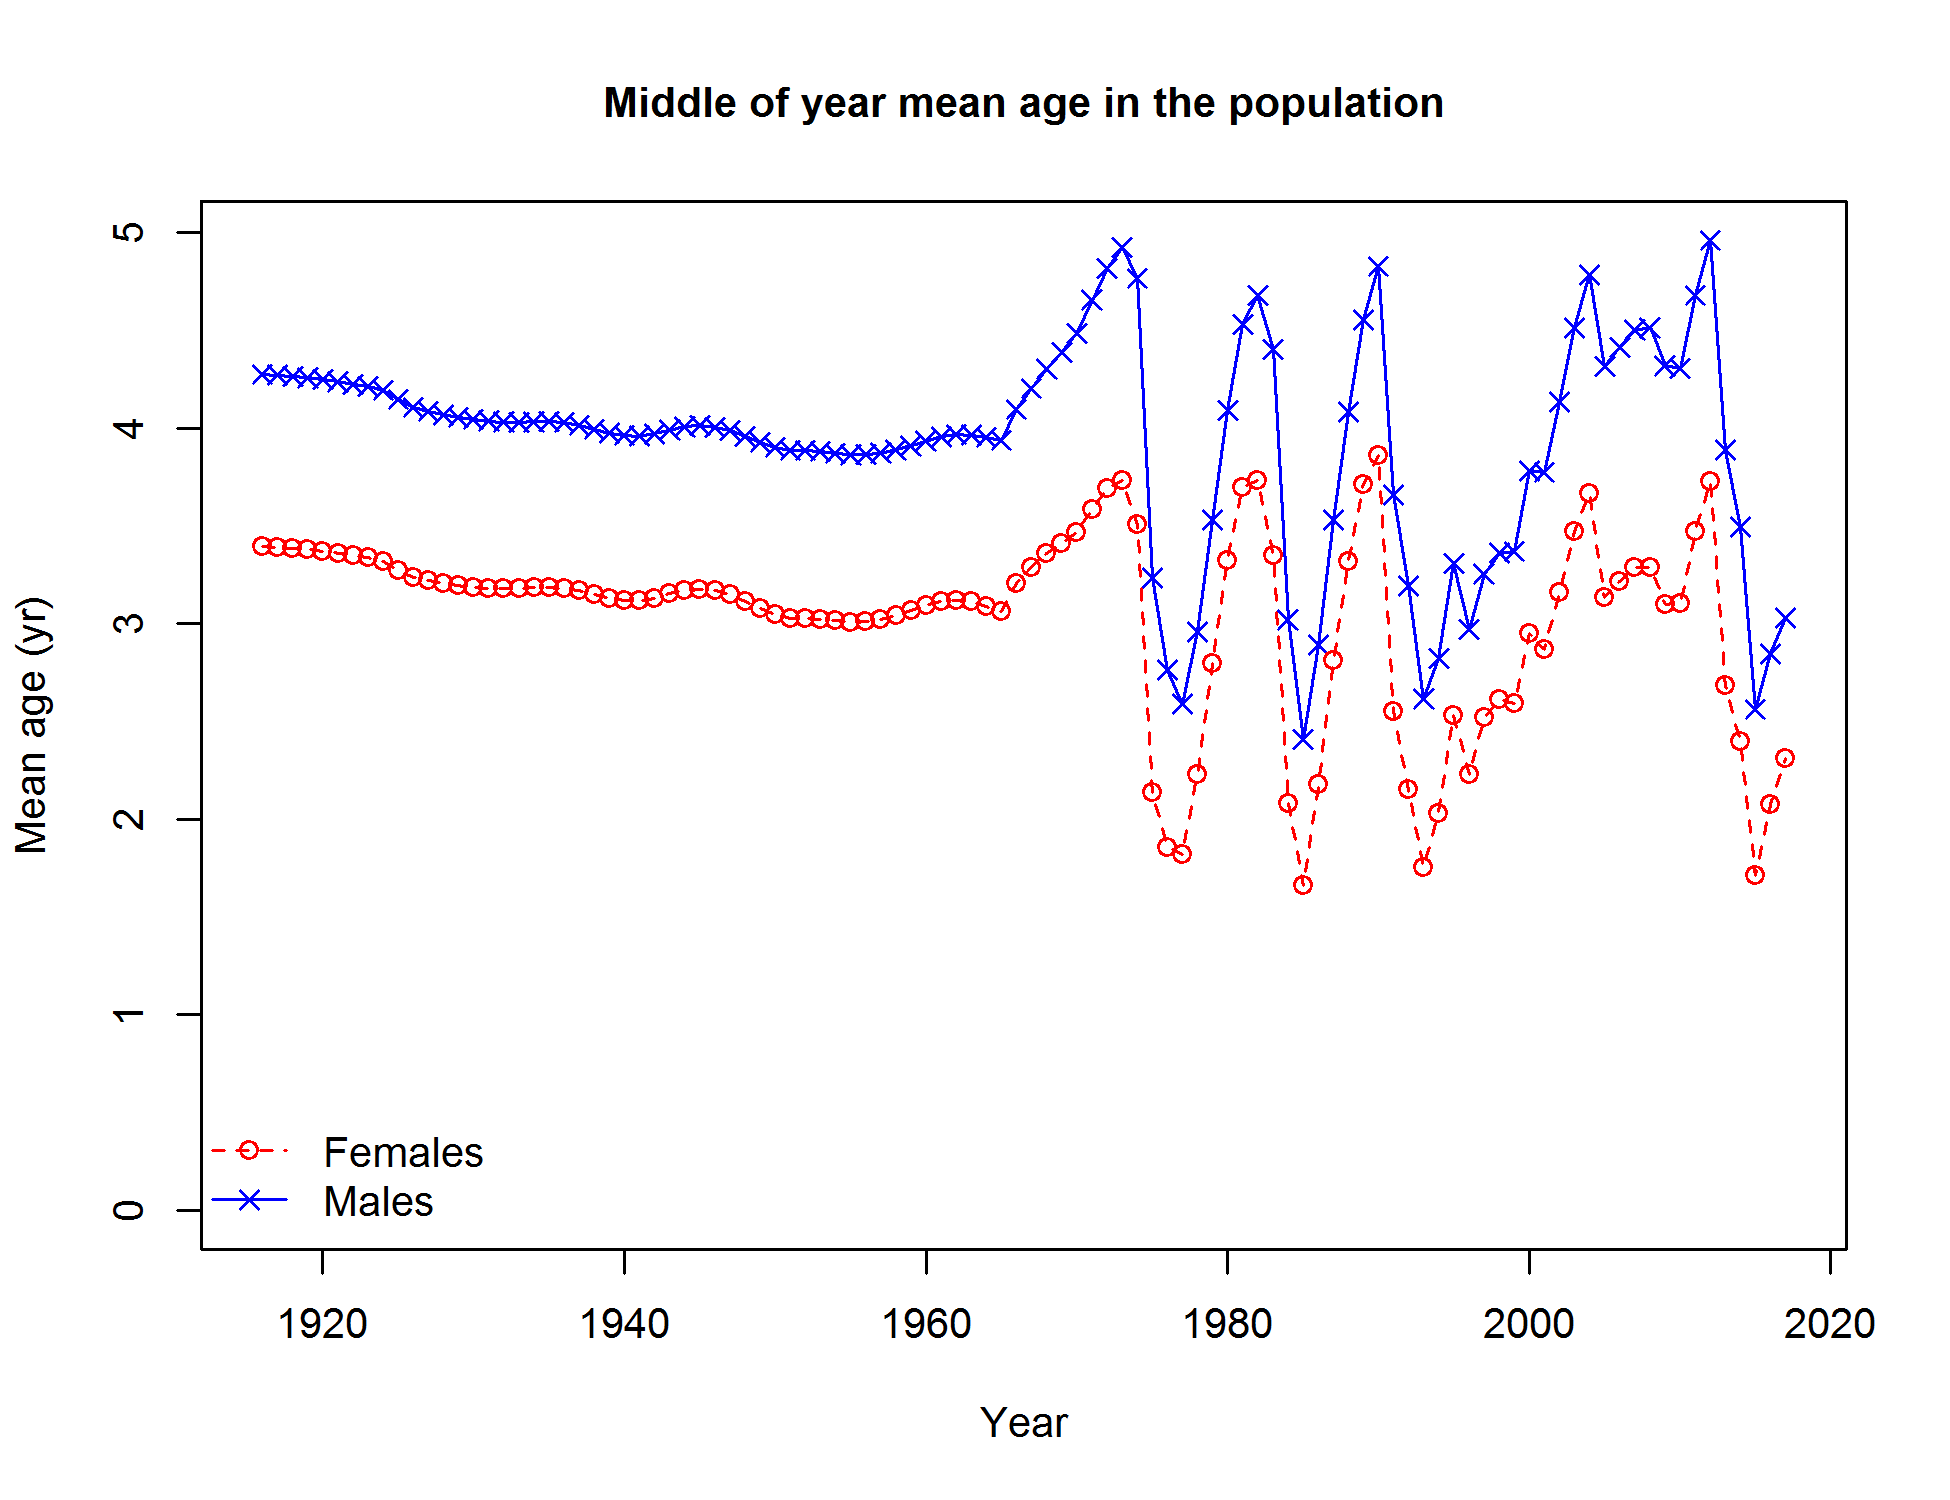 Middle of year mean age in the population
Mean age (yr)
5
4
3
2
1
0
Females
Males
1920
1940
1960
1980
2000
2020
Year